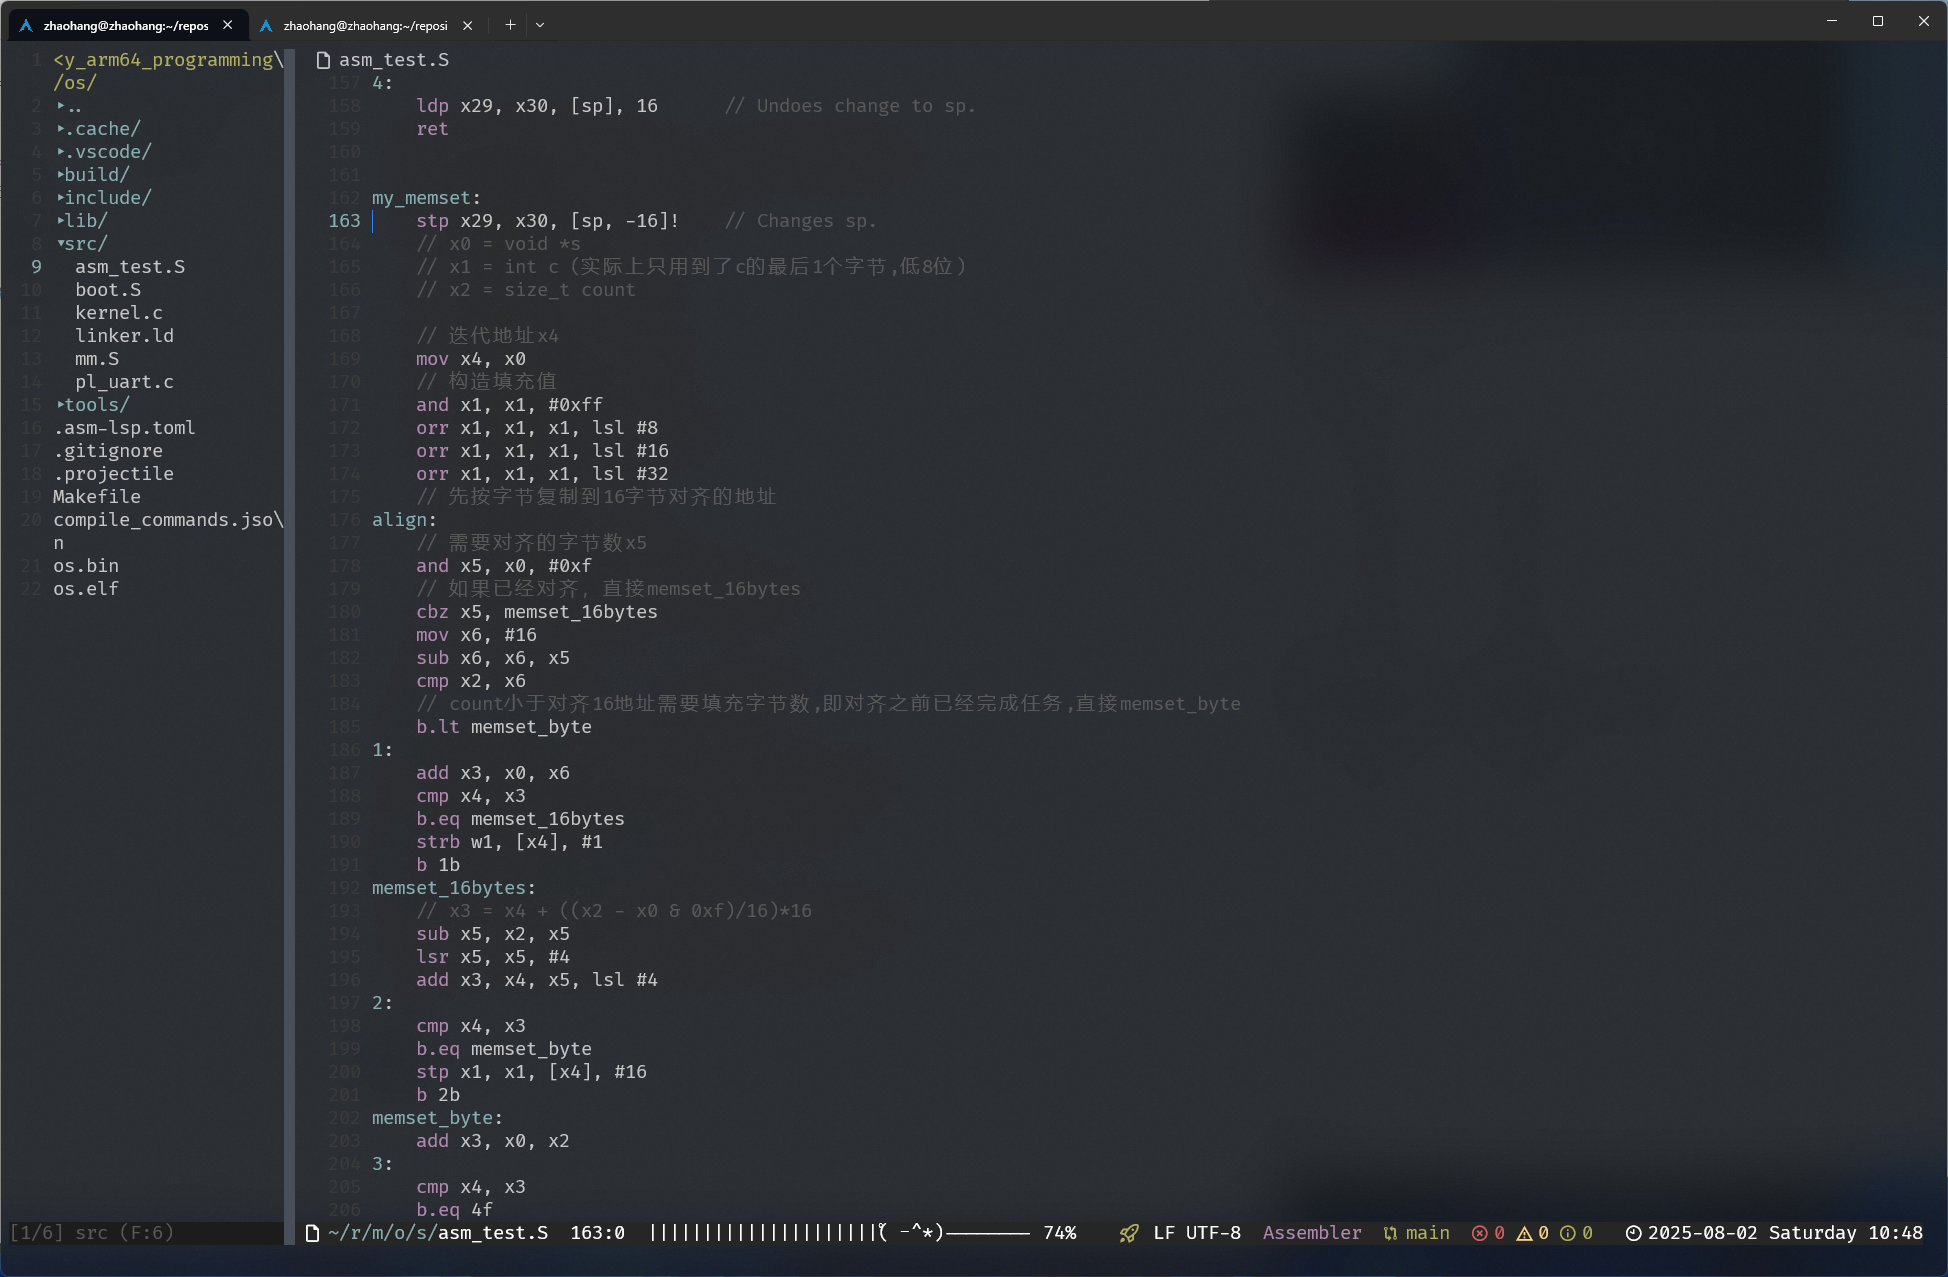 zhaohang@zhaohang:~/repos
zhaohang@zhaohang:~/reposi
1 <y_arm64_programming\
/os/
2 ▸..
3 ▸.cache/
4 ▸.vscode/
5 ▸build/
6 ▸include/
7 ▸lib/
8 ▾src/
9 asm_test.S
10 boot.S
11 kernel.c
12 linker.ld
13 mm.S
14 pl_uart.c
15 ▸tools/
16 .asm-lsp.toml
17 .gitignore
18 .projectile
19 Makefile
20 compile_commands.jso\
n
21 os.bin
22 os.elf
[1/6] src (F:6)
asm_test.S
157 4:
158 ldp x29, x30, [sp], 16 // Undoes change to sp.
159 ret
160
161
162 my_memset:
163 stp x29, x30, [sp, -16]! // Changes sp.
164 // x0 = void *s
165 // x1 = int c (实际上只用到了c的最后1个字节,低8位)
166 // x2 = size_t count
167
168 // 迭代地址x4
169 mov x4, x0
170 // 构造填充值
171 and x1, x1, #0xff
172 orr x1, x1, x1, lsl #8
173 orr x1, x1, x1, lsl #16
174 orr x1, x1, x1, lsl #32
175 // 先按字节复制到16字节对齐的地址
176 align:
177 // 需要对齐的字节数x5
178 and x5, x0, #0xf
179 // 如果已经对齐，直接memset_16bytes
180 cbz x5, memset_16bytes
181 mov x6, #16
182 sub x6, x6, x5
183 cmp x2, x6
184 // count小于对齐16地址需要填充字节数,即对齐之前已经完成任务,直接memset_byte
185 b.lt memset_byte
186 1:
187 add x3, x0, x6
188 cmp x4, x3
189 b.eq memset_16bytes
190 strb w1, [x4], #1
191 b 1b
192 memset_16bytes:
193 // x3 = x4 + ((x2 - x0 & 0xf)/16)*16
194 sub x5, x2, x5
195 lsr x5, x5, #4
196 add x3, x4, x5, lsl #4
197 2:
198 cmp x4, x3
199 b.eq memset_byte
200 stp x1, x1, [x4], #16
201 b 2b
202 memset_byte:
203 add x3, x0, x2
204 3:
205 cmp x4, x3
206 b.eq 4f
~/r/m/o/s/asm_test.S 163:0 74% LF UTF-8 Assembler main 0 0 0 2025-08-02 Saturday 10:48